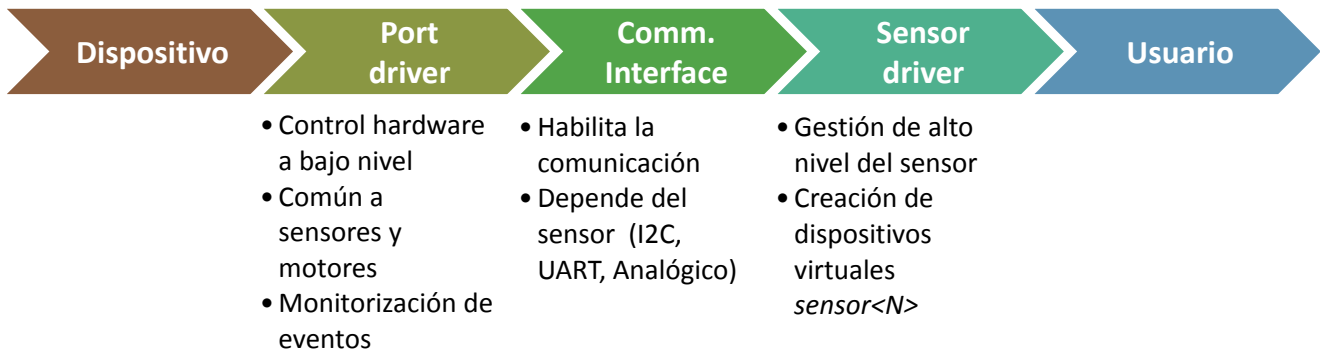 Dispositivo
Port
driver
Comm.
Interface
Sensor
driver
Usuario
• Control hardware
a bajo nivel
• Común a
sensores y
motores
• Monitorización de
eventos
• Habilita la
comunicación
• Depende del
sensor (I2C,
UART, Analógico)
• Gestión de alto
nivel del sensor
• Creación de
dispositivos
virtuales
sensor<N>